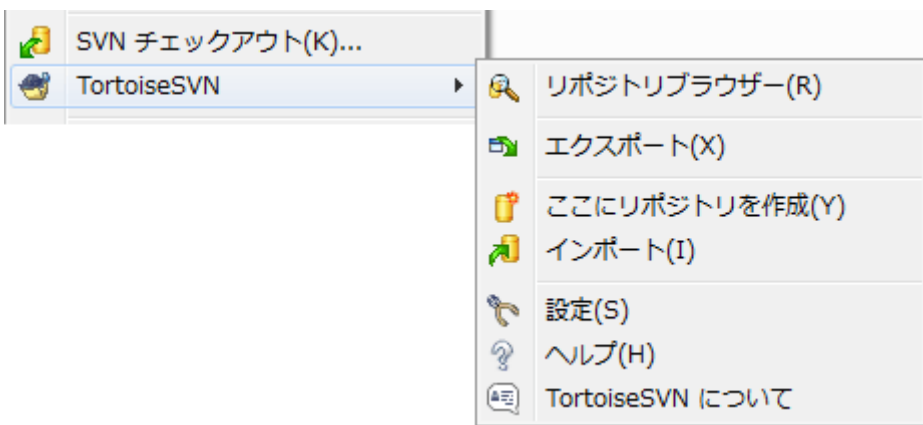 SVN チェックアウト(K)...
TortoiseSVN
リポジトリブラウザー(R)
エクスポート(X)
ここにリポジトリを作成(Y)
インポート(I)
設定(S)
ヘルプ(H)
TortoiseSVN について